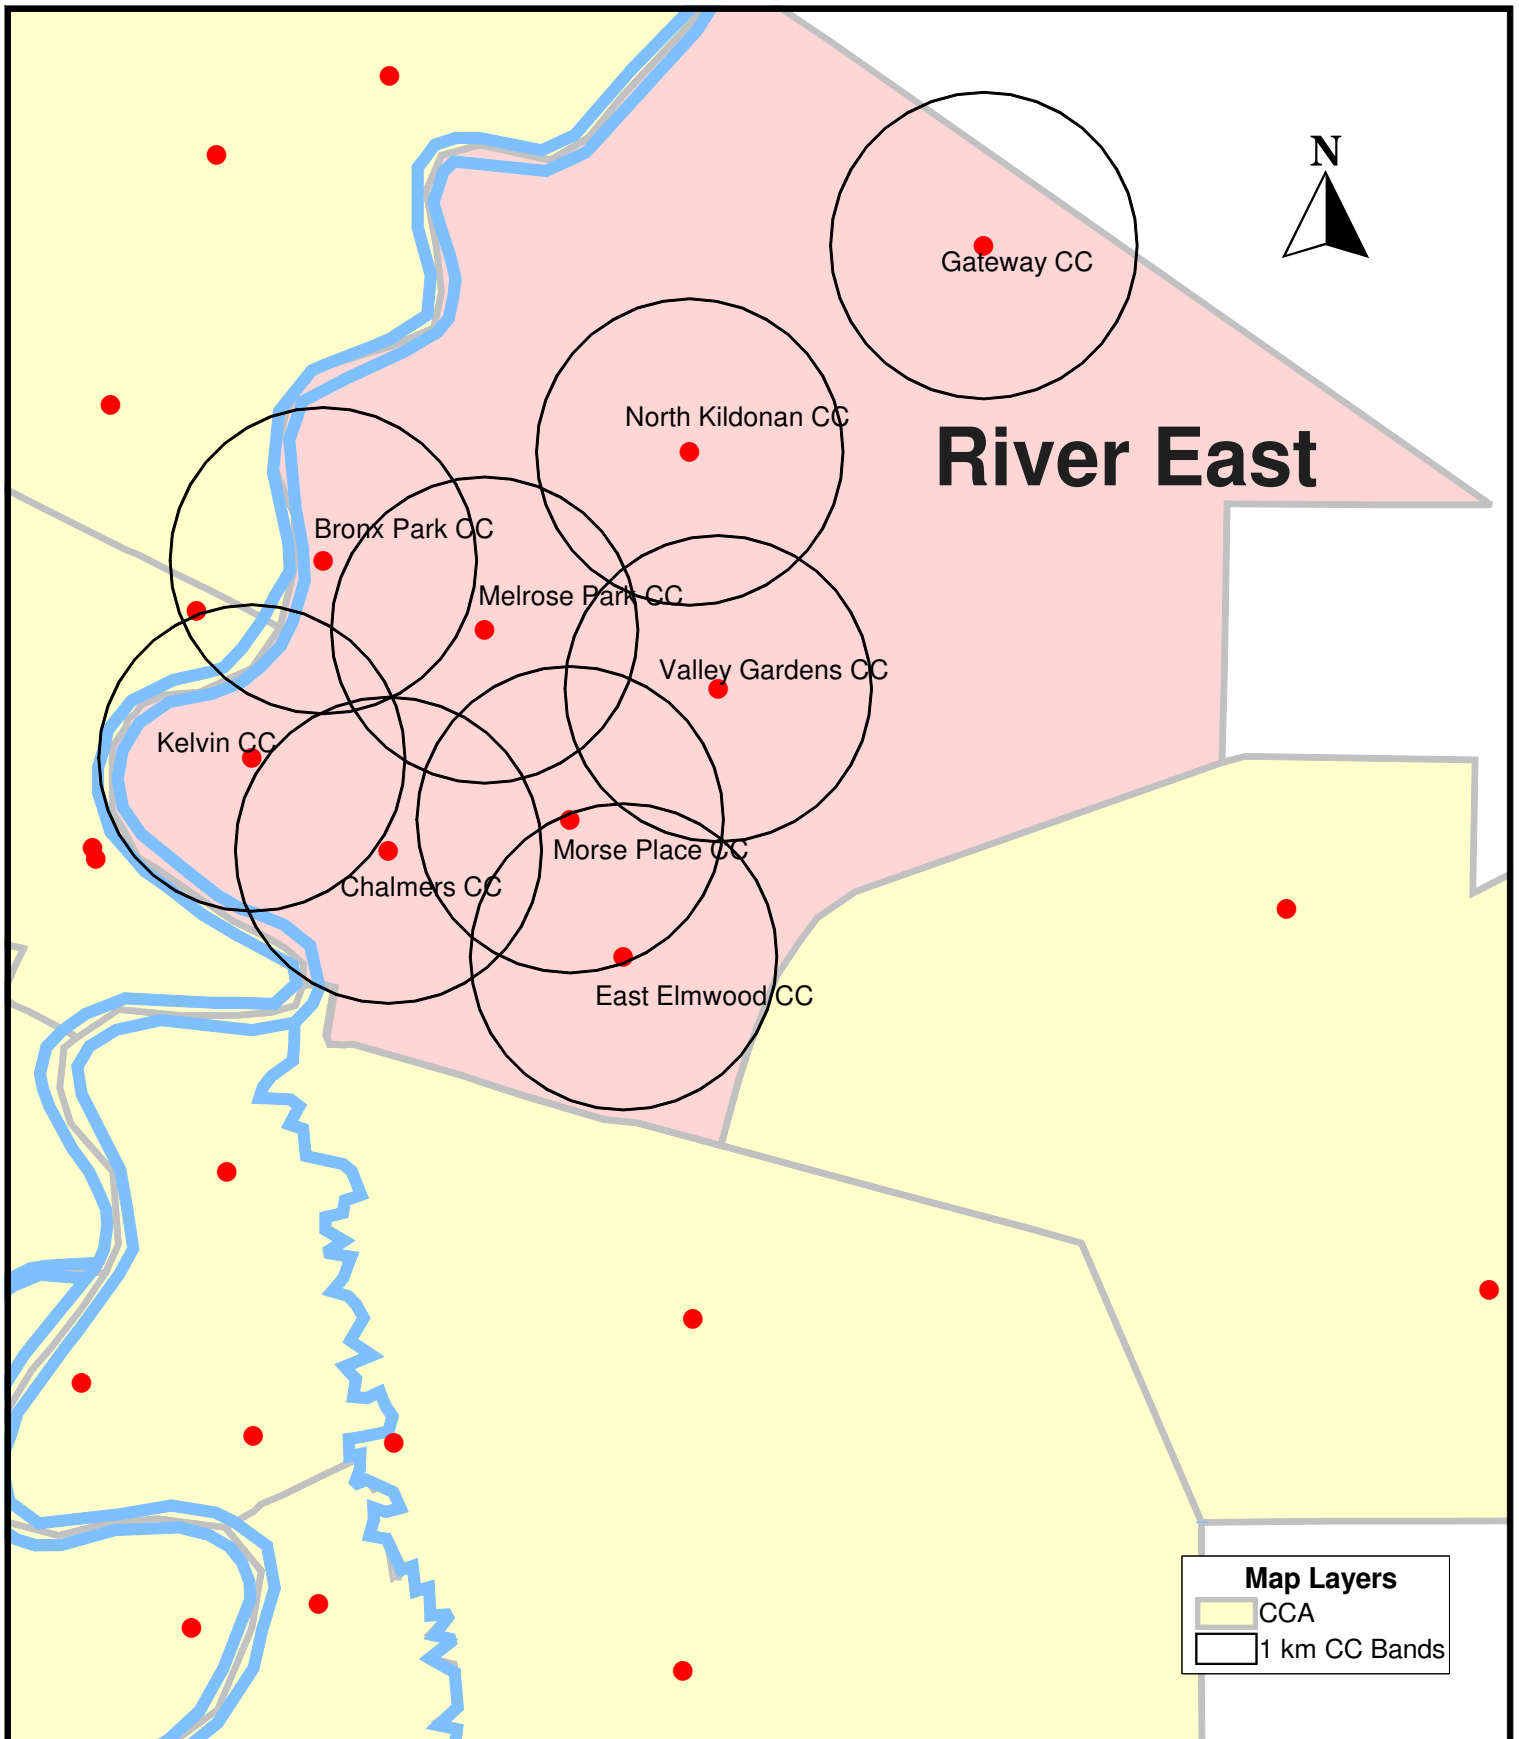 N
Gateway CC
North Kildonan CC
River East
Bronx Park CC
Melrose Park CC
Valley Gardens CC
Kelvin CC
Morse Place CC
Chalmers CC
East Elmwood CC
Map Layers
CCA
1 km CC Bands